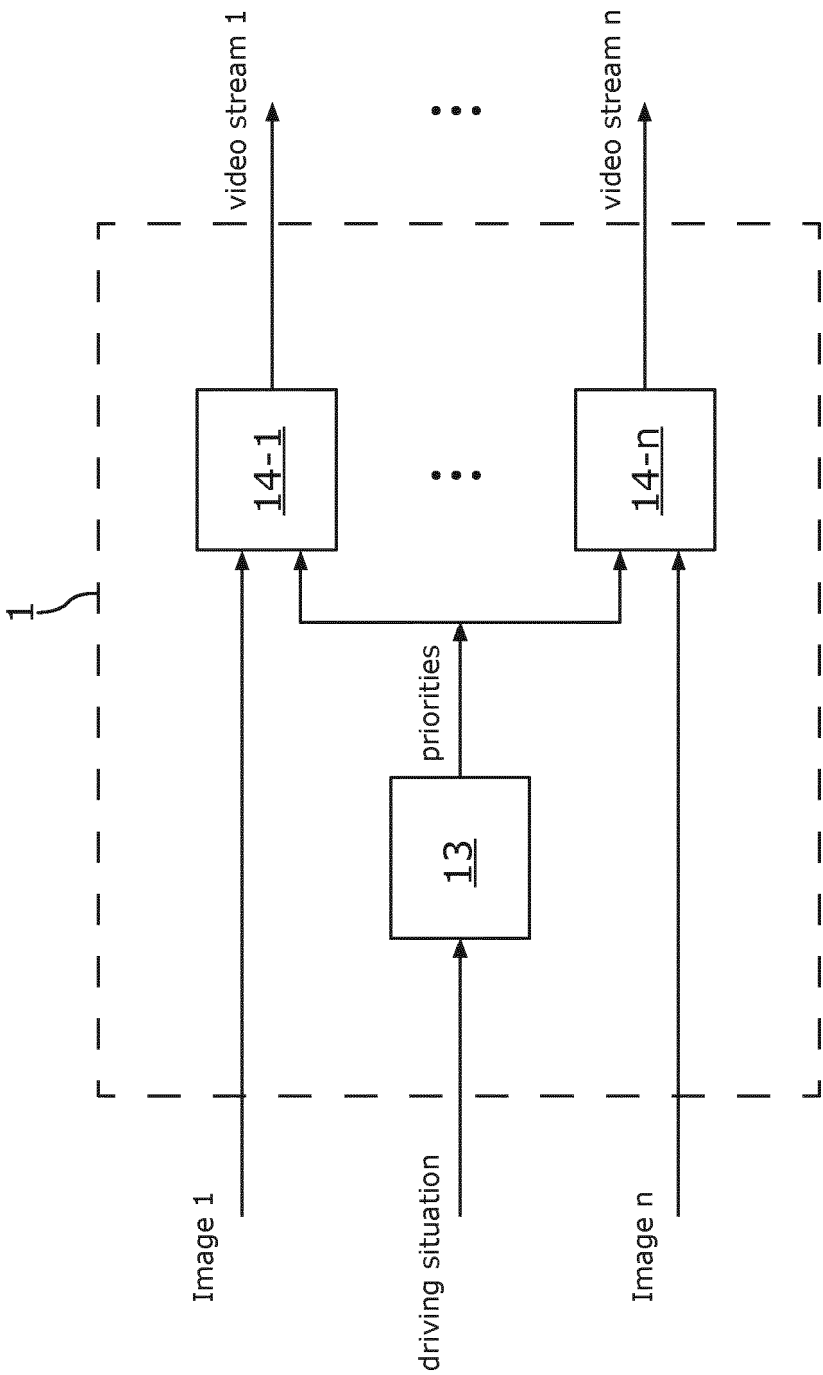 1
Image 1
14-1
video stream 1
driving situation
13
priorities
Image n
14-n
video stream n